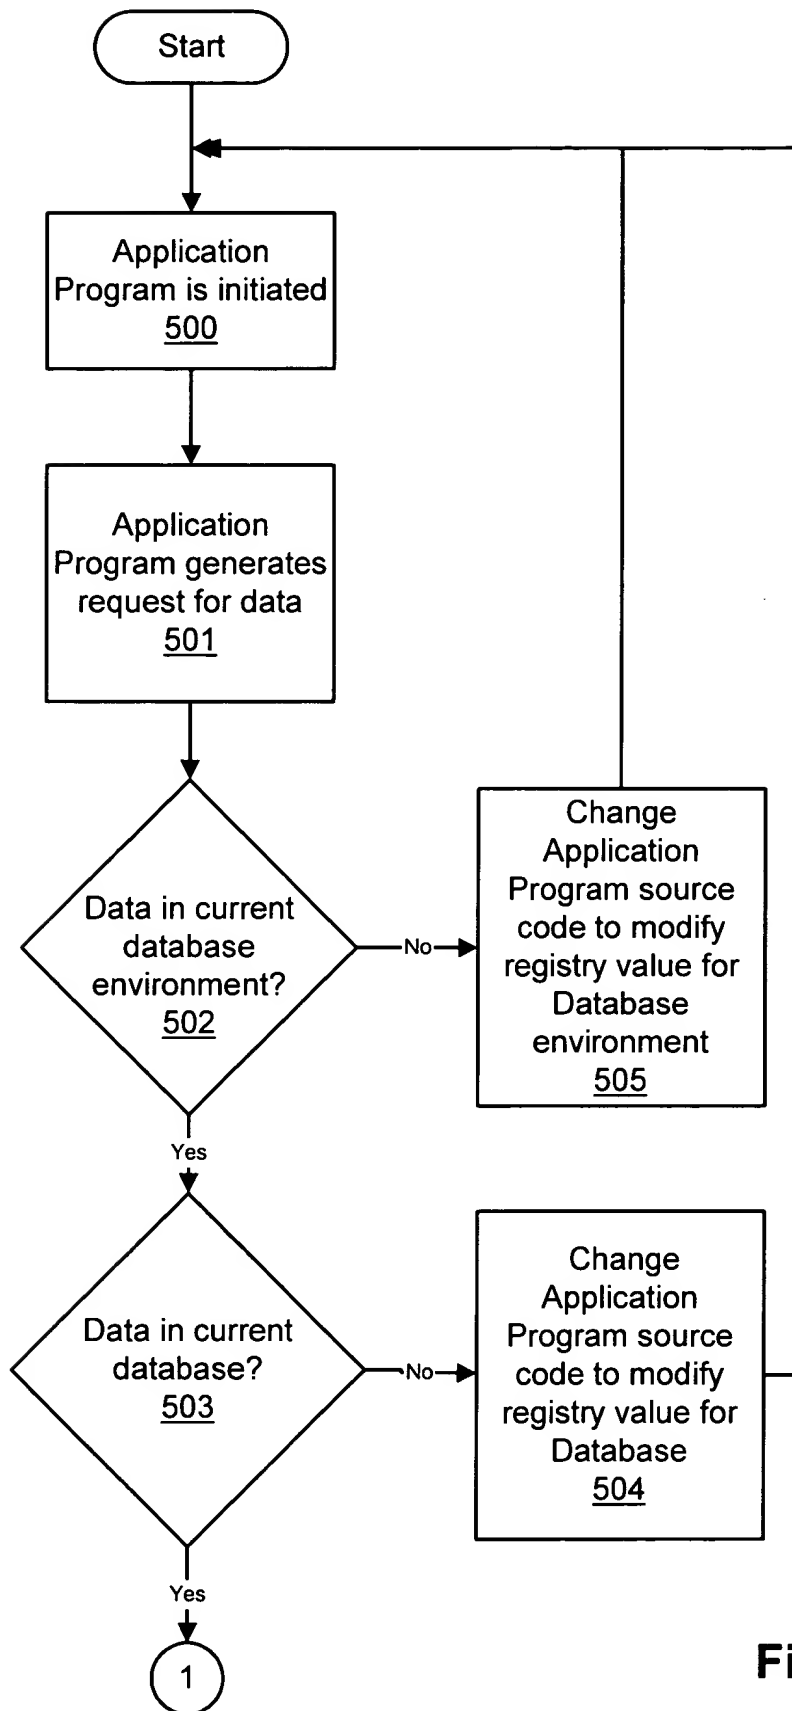 Start
Application
Program is initiated
500
Application
Program generates
request for data
501
Data in current
database
environment?
502
No
Change
Application
Program source
code to modify
registry value for
Database
environment
505
Yes
Data in current
database?
503
No
Change
Application
Program source
code to modify
registry value for
Database
504
Yes
1
Fi